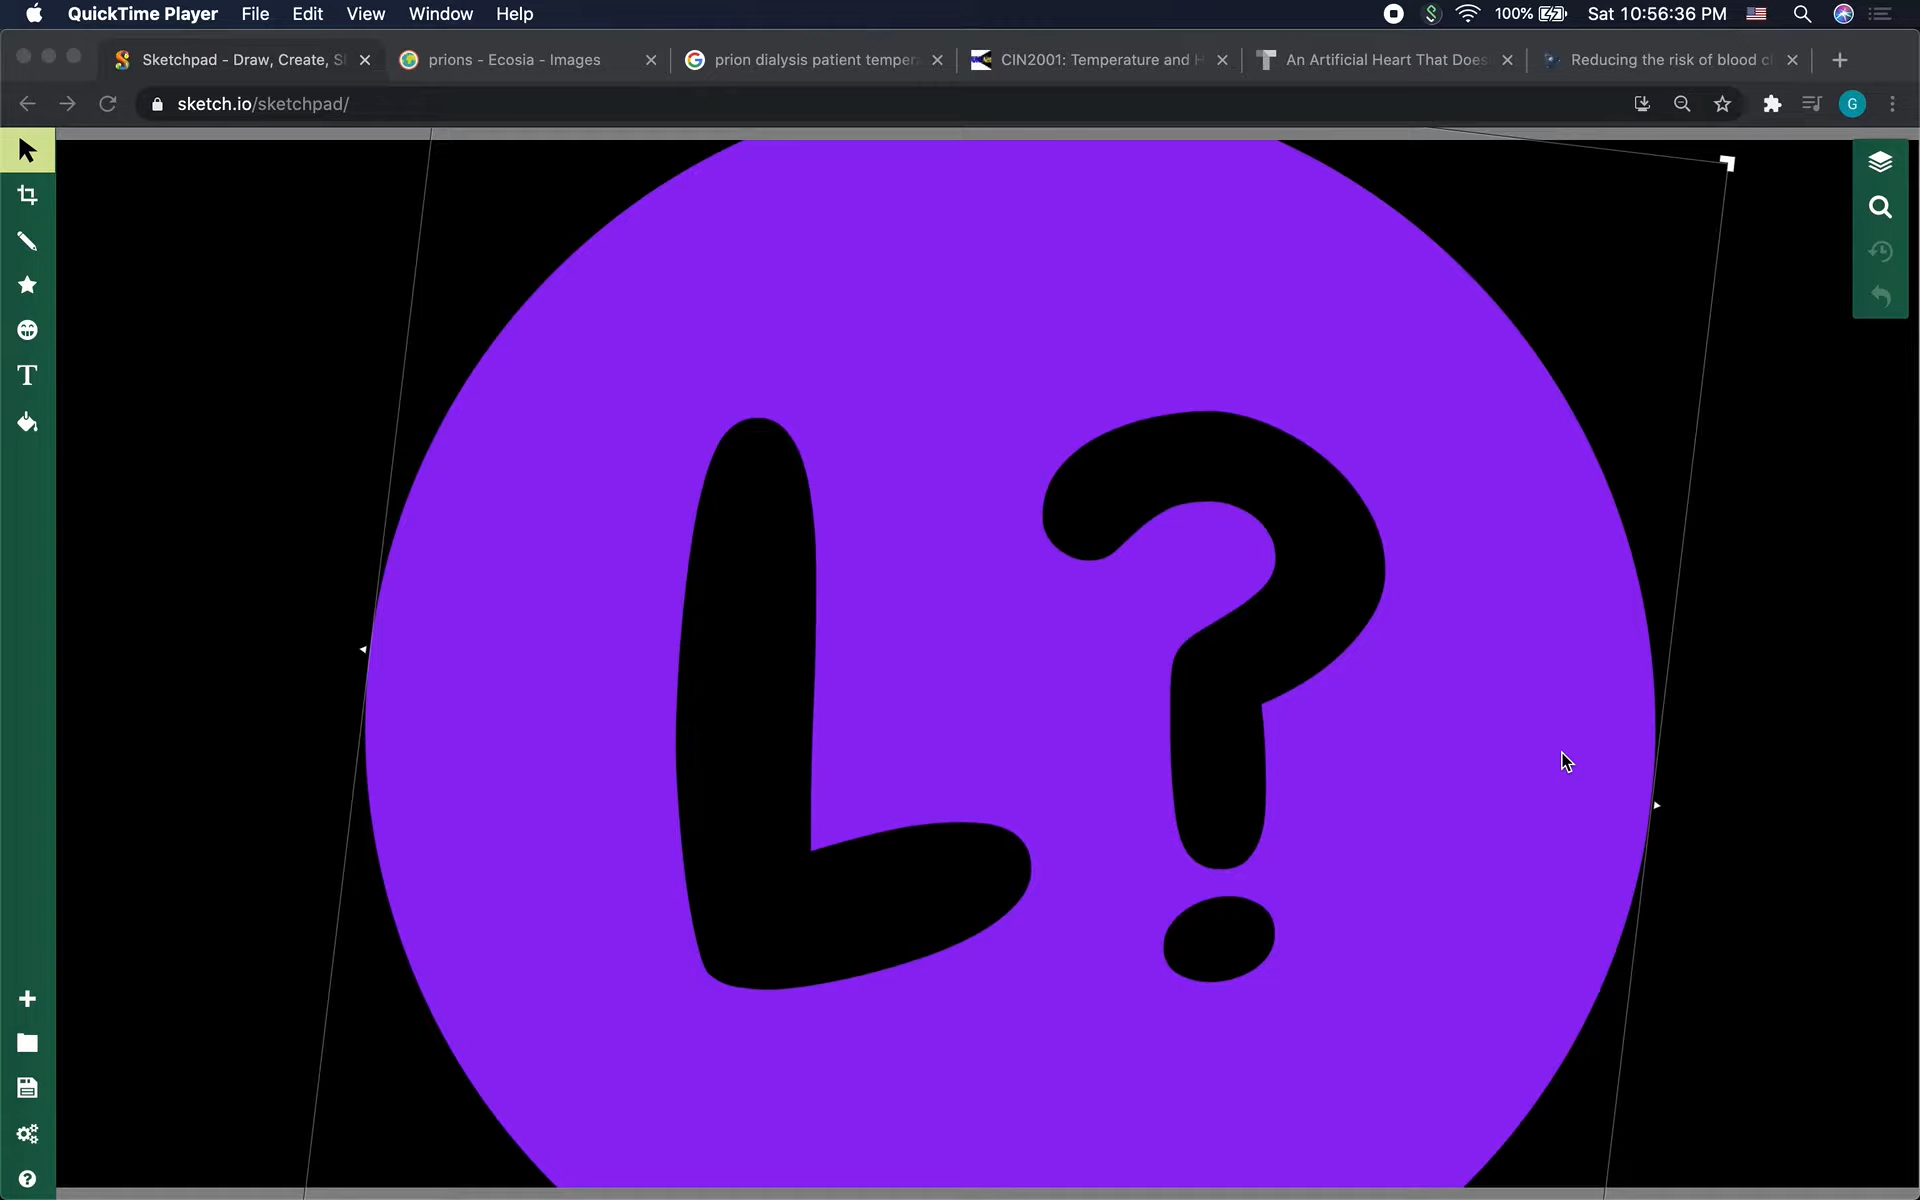 QuickTime Player File Edit View Window Help 100% Sat 10:56:36 PM
Sketchpad - Draw, Create, S prions - Ecosia - Images prion dialysis patient temper CIN2001: Temperature and H An Artificial Heart That Does Reducing the risk of blood cl
sketch.io/sketchpad/ G
T
L?
?